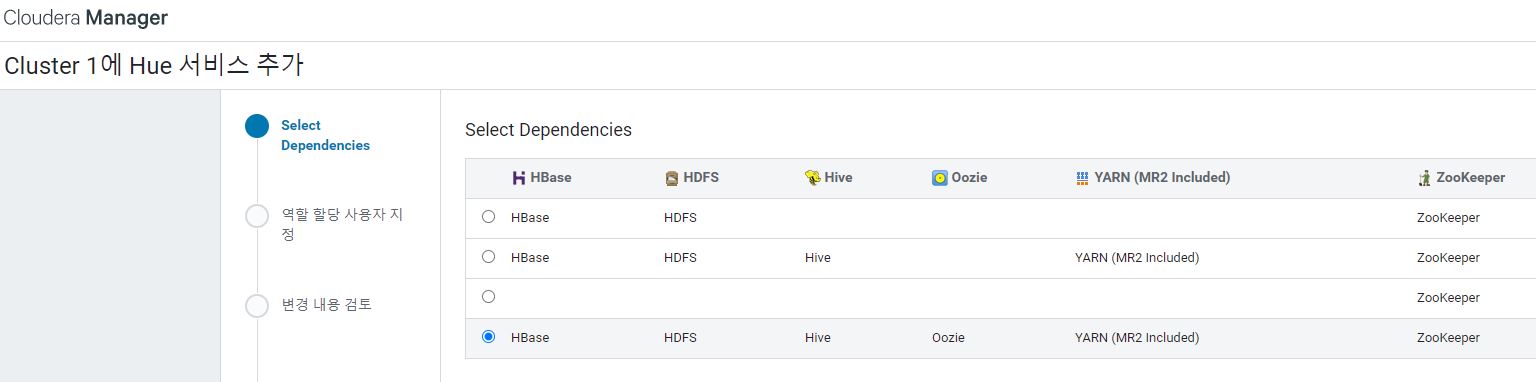 Cloudera Manager
Cluster 1에 Hue 서비스 추가
Select
Dependencies
역할 할당 사용자 지
정
변경 내용 검토
Select Dependencies
HBase HDFS Hive Oozie YARN (MR2 Included) ZooKeeper
HBase HDFS ZooKeeper
HBase HDFS Hive YARN (MR2 Included) ZooKeeper
ZooKeeper
HBase HDFS Hive Oozie YARN (MR2 Included) ZooKeeper